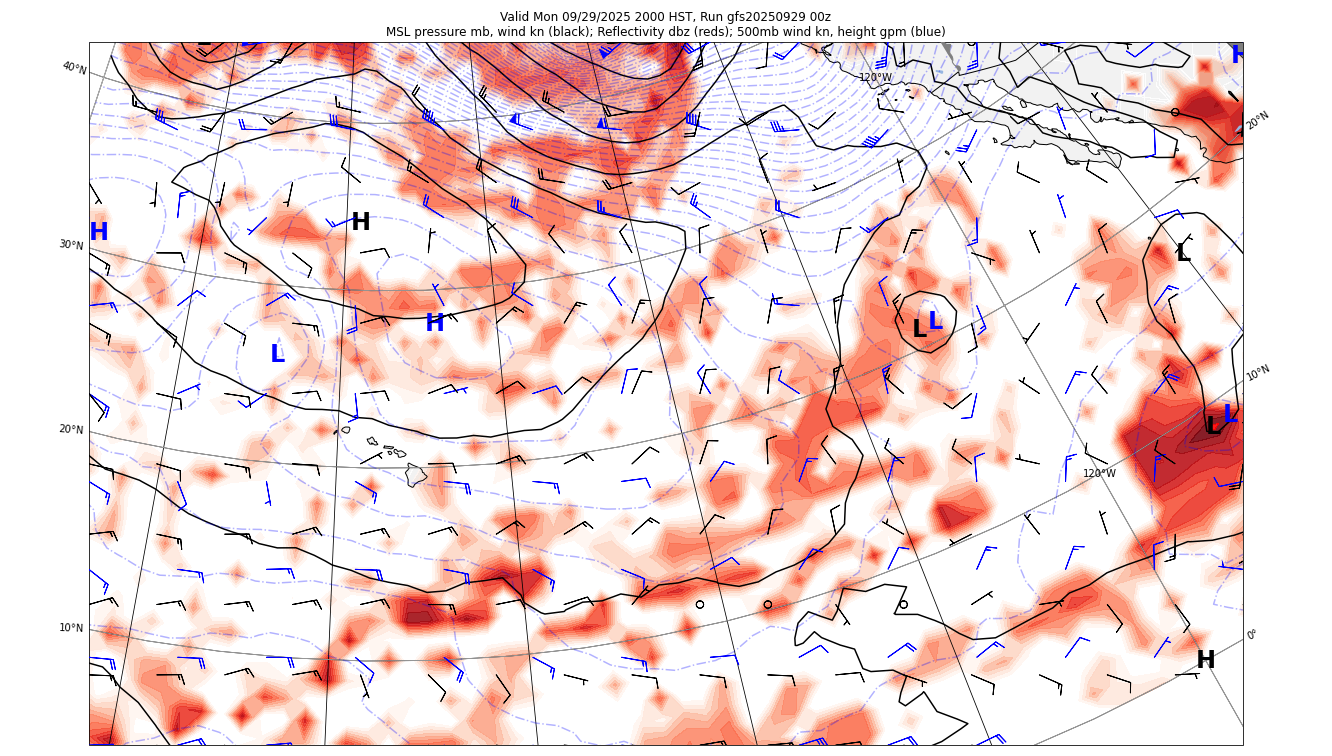 Valid Mon 09/29/2025 2000 HST, Run gfs20250929 00z
MSL pressure mb, wind kn (black); Reflectivity dbz (reds); 500mb wind kn, height gpm (blue)
H
40°N
120°W
20°N
H
H
30°N
L
H
L
L
L
10°N
L
L
20°N
120°W
10°N
0°
H